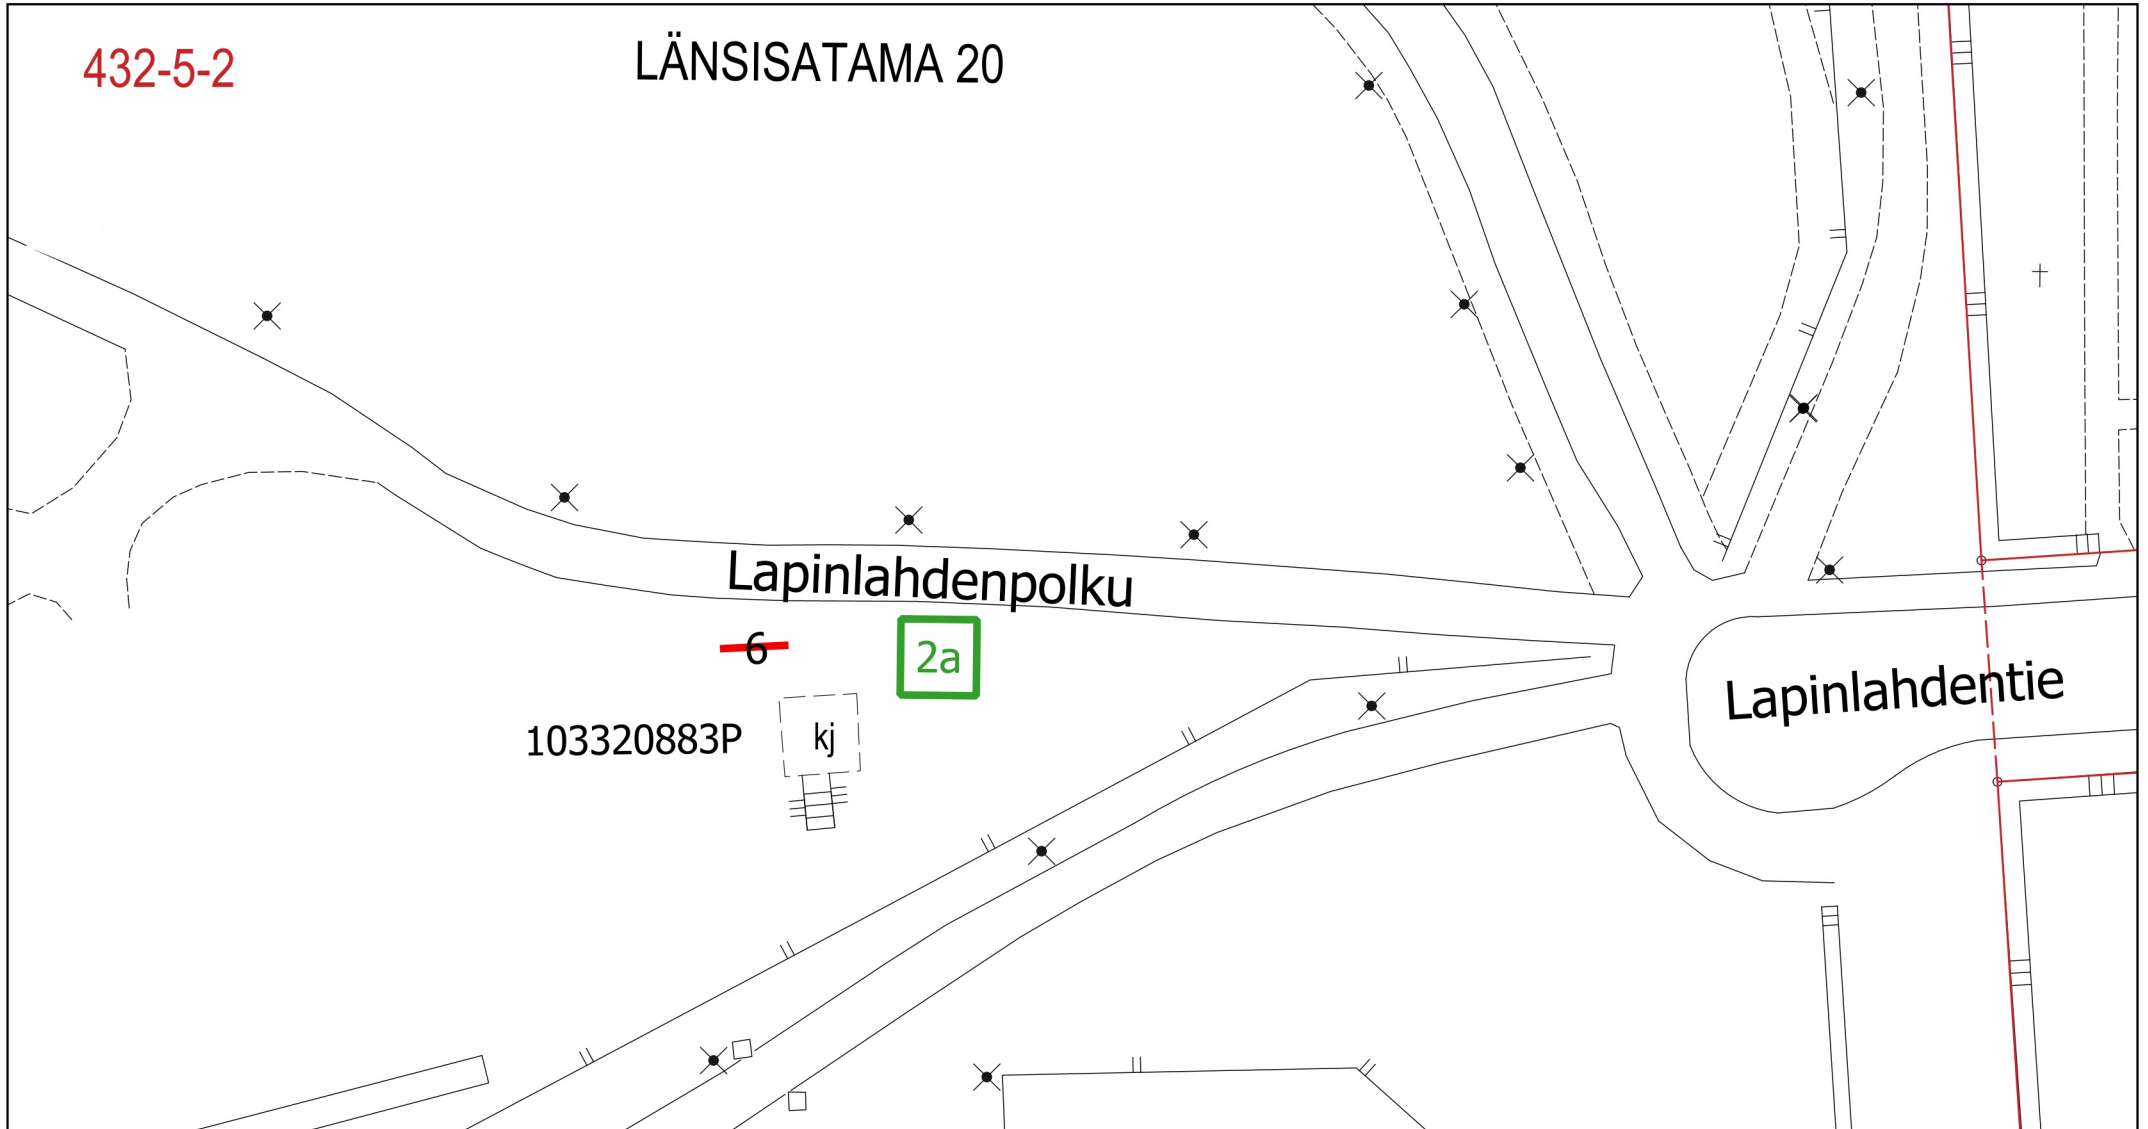 432-5-2
LÄNSISATAMA 20
Lapinlahdenpolku
6
2a
Lapinlahdentie
103320883P
kj